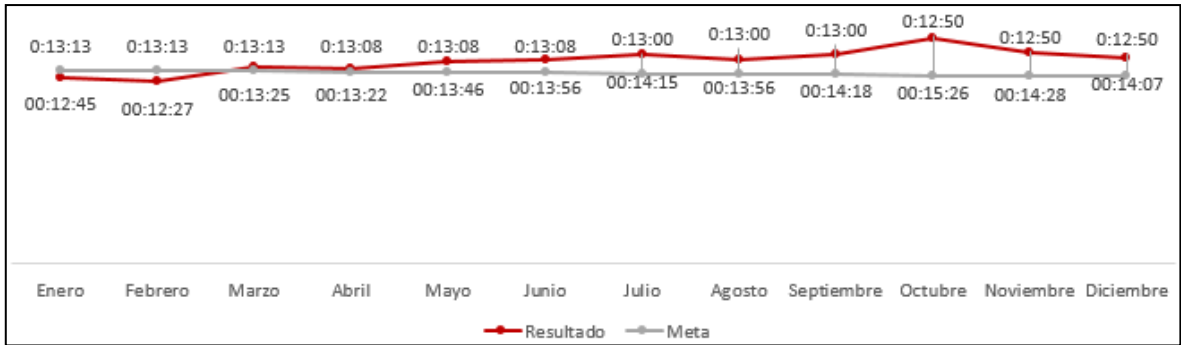 0:13:13 0:13:13 0:13:13 0:13:08 0:13:08 0:13:08 0:13:00 0:13:00 0:13:00 0:12:50 0:12:50 0:12:50
00:12:45 00:12:27 00:13:25 00:13:22 00:13:46 00:13:56 00:14:15 00:13:56 00:14:18 00:15:26 00:14:28 00:14:07
Enero Febrero Marzo Abril Mayo Junio Julio Agosto Septiembre Octubre Noviembre Diciembre
Resultado Meta